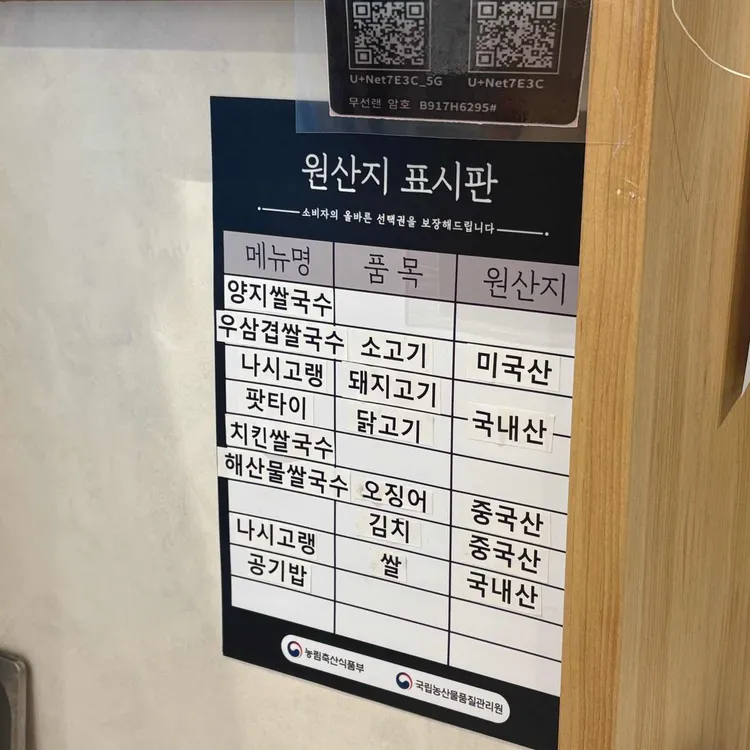 U+Net7E3C_5G U+Net7E3C
무선랜 암호 B917H6295#
원산지 표시판
소비자의 올바른 선택권을 보장해드립니다
메뉴명 품목 원산지
양지쌀국수
우삼겹쌀국수 소고기 미국산
나시고랭 돼지고기
팟타이 닭고기 국내산
치킨쌀국수
해산물쌀국수 오징어 중국산
김치 중국산
나시고랭 쌀 국내산
공기밥
농림축산식품부 국립농산물품질관리원